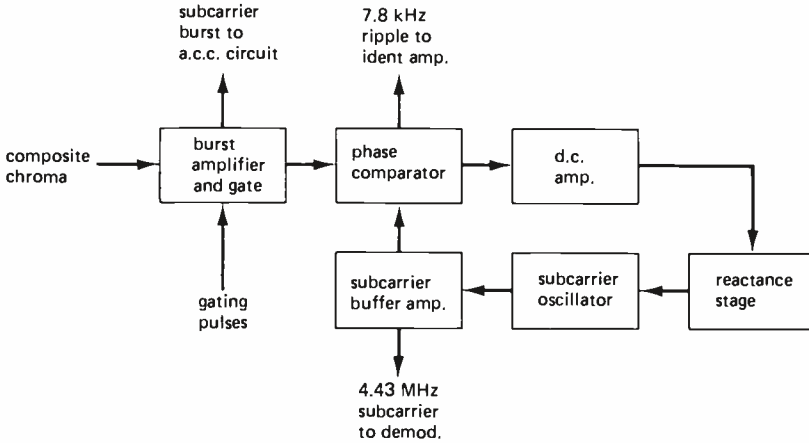 subcarrier
burst to
a.c.c. circuit
7.8 kHz
ripple to
ident amp.
composite
chroma
burst
amplifier
and gate
phase
comparator
d.c.
amp.
gating
pulses
subcarrier
buffer amp.
subcarrier
oscillator
reactance
stage
4.43 MHz
subcarrier
to demod.